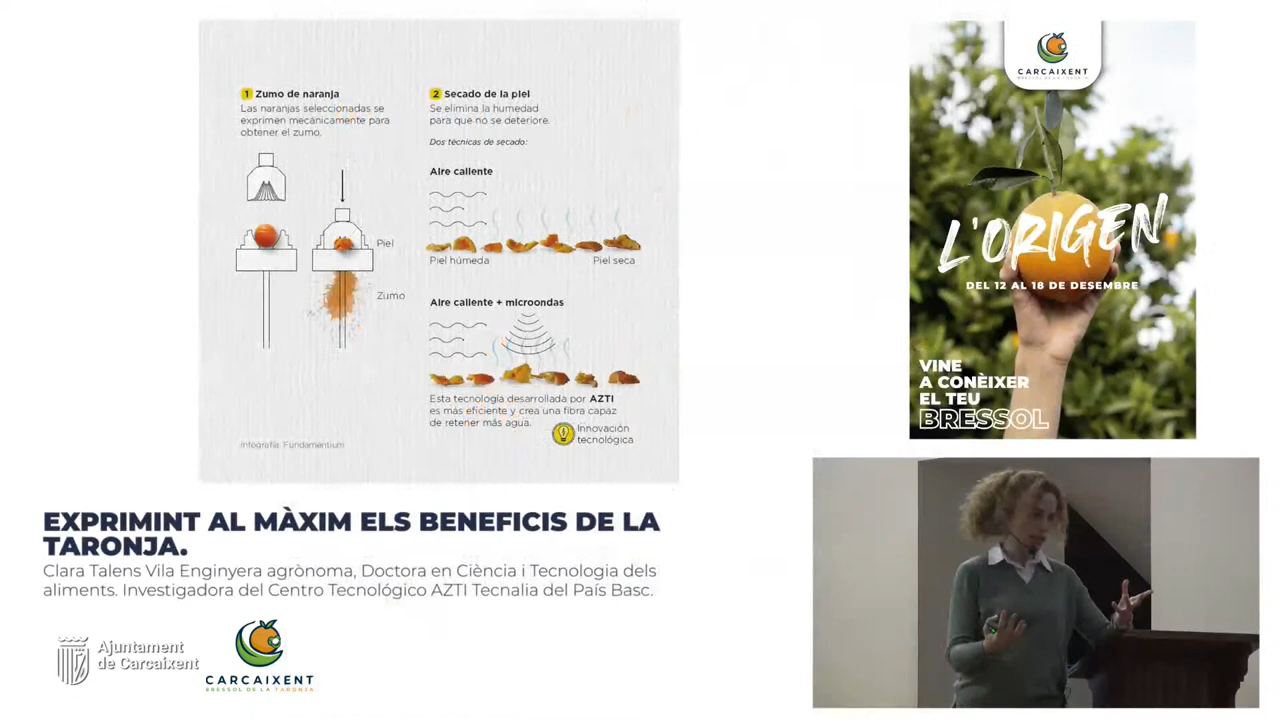 1 Zumo de naranja
Las naranjas seleccionadas se
exprimen mecánicamente para
obtener el zumo.
Piel
Zumo
2 Secado de la piel
Se elimina la humedad
para que no se deteriore.
Dos técnicas de secado:
Aire caliente
Piel húmeda
Piel seca
Aire caliente + microondas
Esta tecnología desarrollada por AZTI
es más eficiente y crea una fibra capaz
de retener más agua.
Innovación
tecnológica
Infografía: Fundamentium
CARCAIXENT
BRESSOL DE LA TARONJA
L'ORIGEN
DEL 12 AL 18 DE DESEMBRE
VINE
A CONÈIXER
EL TEU
BRESSOL
EXPRIMINT AL MÀXIM ELS BENEFICIS DE LA
TARONJA.
Clara Talens Vila Enginyera agrònoma, Doctora en Ciència i Tecnologia dels
aliments. Investigadora del Centro Tecnológico AZTI Tecnalia del País Basc.
Ajuntament
de Carcaixent
CARCAIXENT
BRESSOL DE LA TARONJA